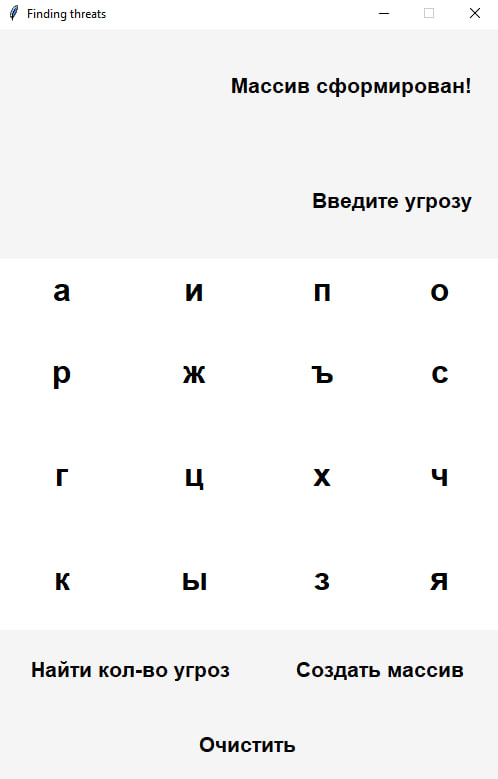 Finding threats
Массив сформирован!
Введите угрозу
а и п о
р ж ъ с
г ц х ч
к ы з я
Найти кол-во угроз Создать массив
Очистить